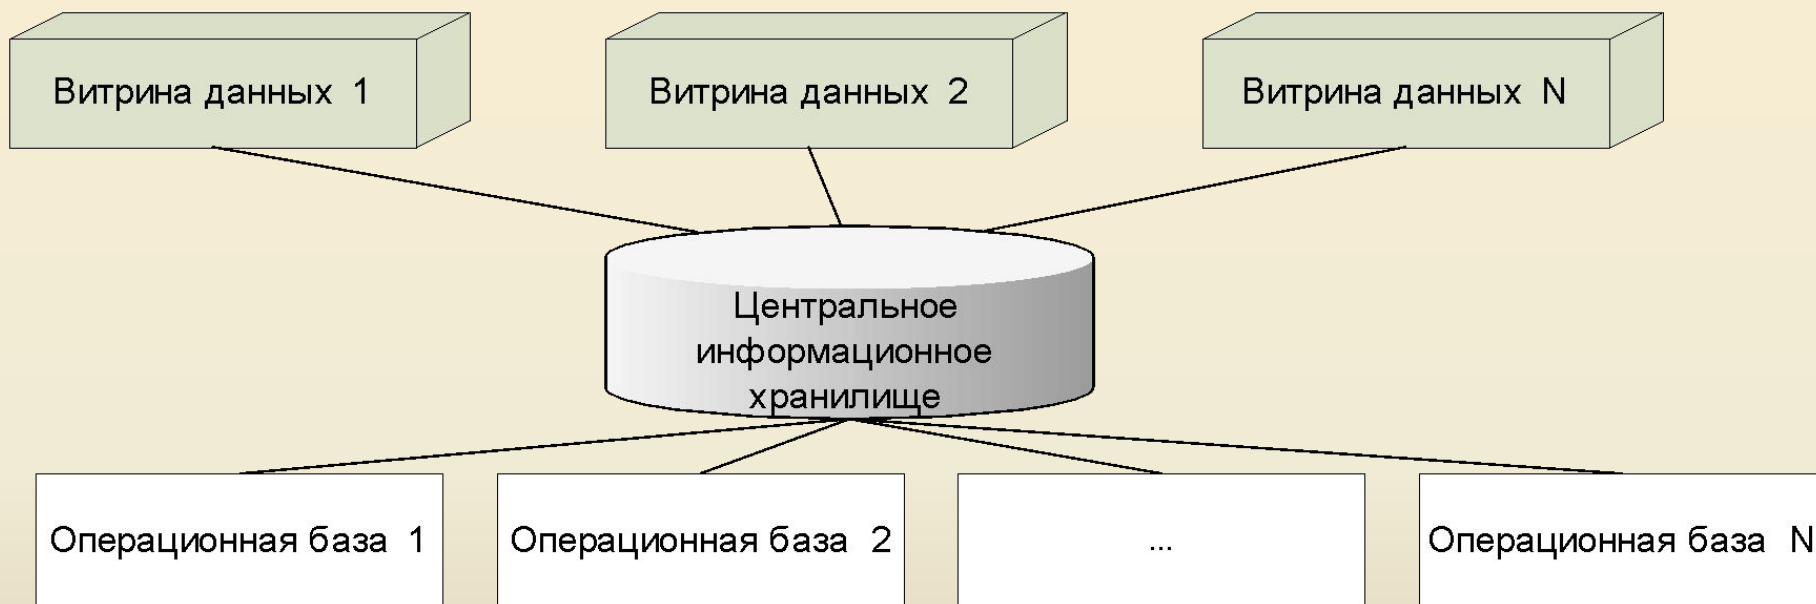 Витрина данных 1
Витрина данных 2
Витрина данных N
Центральное
информационное
хранилище
Операционная база 1
Операционная база 2
...
Операционная база N